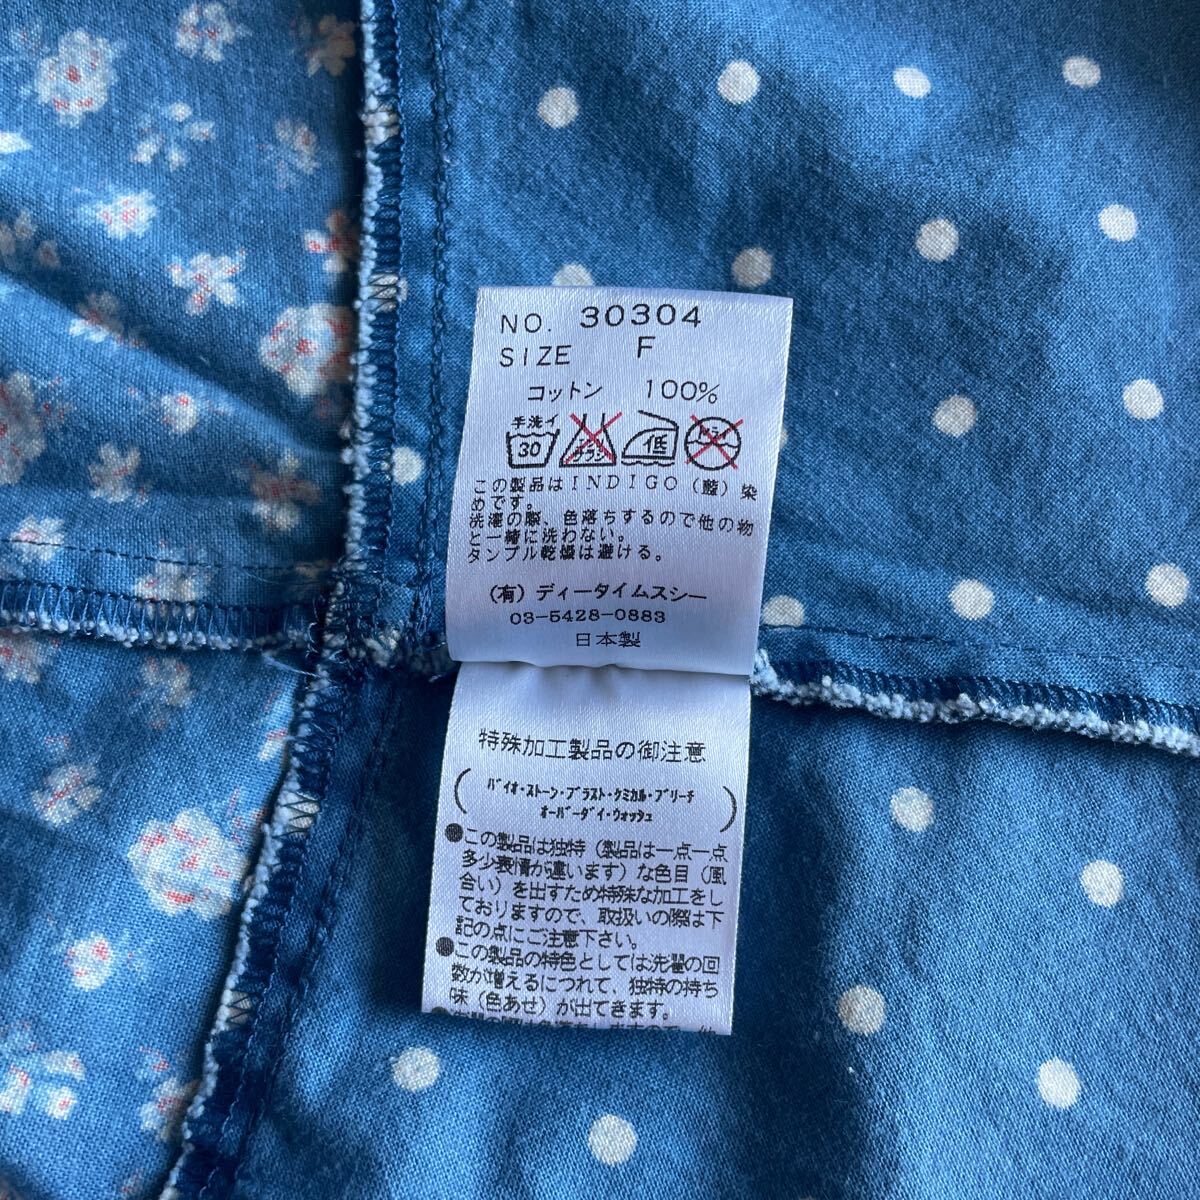 NO. 30304
SIZE F
コットン 100%
手洗イ
30
エンソサラシ
低
ドライ
この製品はINDIGO(藍)染
めです。
洗濯の際、色落ちするので他の物
と一緒に洗わない。
タンブル乾燥は避ける。
(有)ディータイムスシー
03-5428-0883
日本製
特殊加工製品の御注意
(バイオ・ストーン・ブラスト・ケミカル・ブリーチ
オーバーダイ・ウォッシュ)
●この製品は独特(製品は一点一点
多少表情が違います)な色目(風
合い)を出すため特殊な加工をし
ておりますので、取扱いの際は下
記の点にご注意下さい。
●この製品の特色としては洗濯の回
数が増えるにつれて、独特の持ち
味(色あせ)が出てきます。